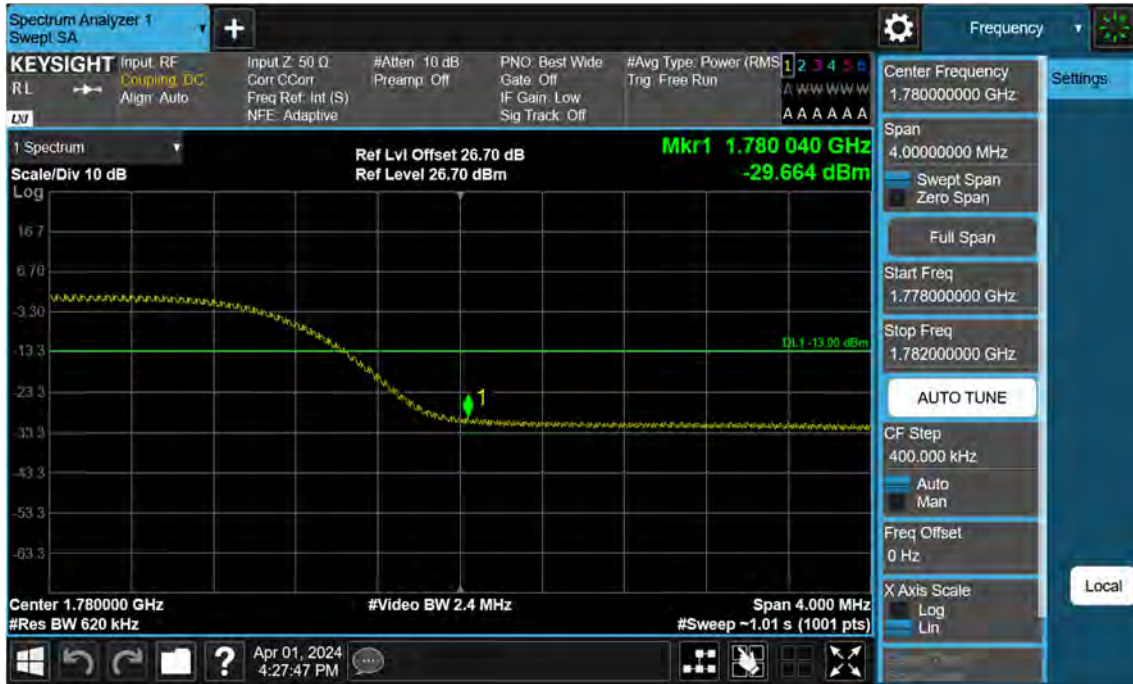 Spectrum Analyzer 1
Swept SA
+
Frequency
KEYSIGHT
RL
LXI
Input: RF
Coupling: DC
Align: Auto
Input Z: 50 Ω
Corr CCorr
Freq Ref: Int (S)
NFE: Adaptive
#Atten: 10 dB
Preamp: Off
PNO: Best Wide
Gate: Off
IF Gain: Low
Sig Track: Off
#Avg Type: Power (RMS
Trig: Free Run
1 2 3 4 5 6
A W W W W W
A A A A A A
1 Spectrum
Scale/Div 10 dB
Ref Lvl Offset 26.70 dB
Ref Level 26.70 dBm
Mkr1 1.780 040 GHz
-29.664 dBm
Log
16.7
6.70
-3.30
-13.3
-23.3
-33.3
-43.3
-53.3
-63.3
DL1 -13.00 dBm
1
Center 1.780000 GHz
#Res BW 620 kHz
#Video BW 2.4 MHz
Span 4.000 MHz
#Sweep ~1.01 s (1001 pts)
Center Frequency
1.780000000 GHz
Span
4.00000000 MHz
Swept Span
Zero Span
Full Span
Start Freq
1.778000000 GHz
Stop Freq
1.782000000 GHz
AUTO TUNE
CF Step
400.000 kHz
Auto
Man
Freq Offset
0 Hz
X Axis Scale
Log
Lin
Settings
Local
?
Apr 01, 2024
4:27:47 PM